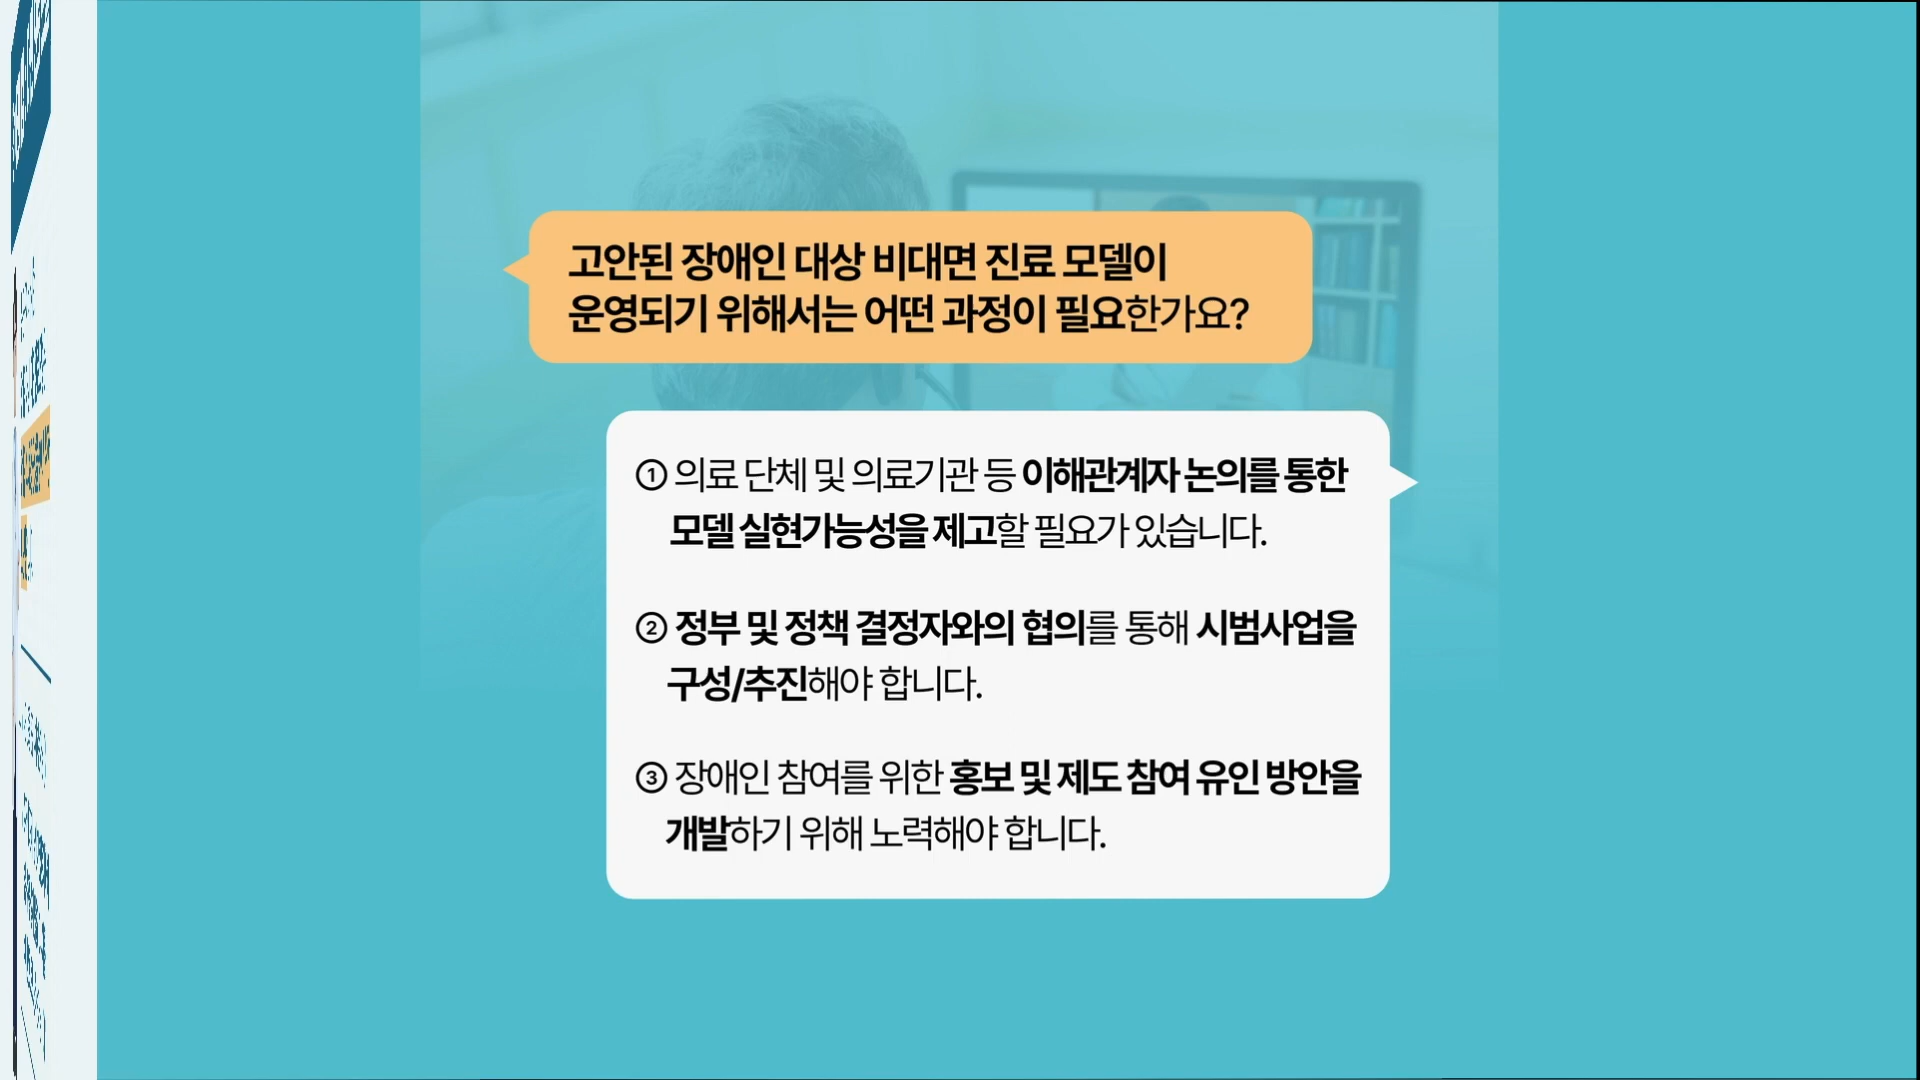 고안된 장애인 대상 비대면 진료 모델이
운영되기 위해서는 어떤 과정이 필요한가요?
① 의료 단체 및 의료기관 등 이해관계자 논의를 통한
모델 실현가능성을 제고할 필요가 있습니다.
② 정부 및 정책 결정자와의 협의를 통해 시범사업을
구성/추진해야 합니다.
③ 장애인 참여를 위한 홍보 및 제도 참여 유인 방안을
개발하기 위해 노력해야 합니다.